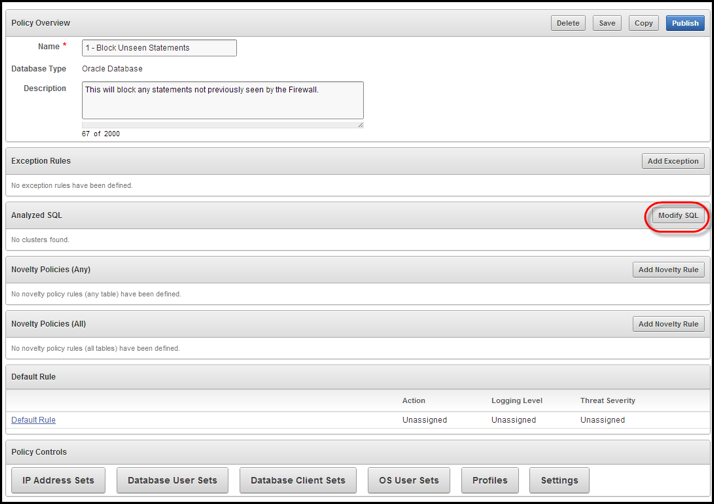 Policy Overview Delete Save Copy Publish
Name * 1 - Block Unseen Statements
Database Type Oracle Database
Description This will block any statements not previously seen by the Firewall.
67 of 2000
Exception Rules Add Exception
No exception rules have been defined.
Analyzed SQL Modify SQL
No clusters found.
Novelty Policies (Any) Add Novelty Rule
No novelty policy rules (any table) have been defined.
Novelty Policies (All) Add Novelty Rule
No novelty policy rules (all tables) have been defined.
Default Rule
Action Logging Level Threat Severity
Default Rule Unassigned Unassigned Unassigned
Policy Controls
IP Address Sets Database User Sets Database Client Sets OS User Sets Profiles Settings